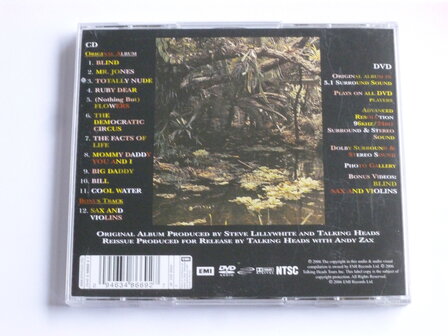 CD
Original Album
1. Blind
2. Mr. Jones
3. Totally Nude
4. Ruby Dear
5. (Nothing But)
Flowers
6. The
Democratic
Circus
7. The Facts of
Life
8. Mommy Daddy
You and I
9. Big Daddy
10. Bill
11. Cool Water
Bonus Track
12. Sax and
Violins
DVD
Original Album in
5.1 Surround Sound
Plays on all DVD
players
Advanced
Resolution
Surround & Stereo
Sound
Dolby Surround &
Stereo Sound
Photo Gallery
Bonus Videos:
Blind
Sax and Violins
Original Album Produced by Steve Lillywhite and Talking Heads
Reissue Produced for Release by Talking Heads with Andy Zax
EMI
DVD
AUDIO
NTSC